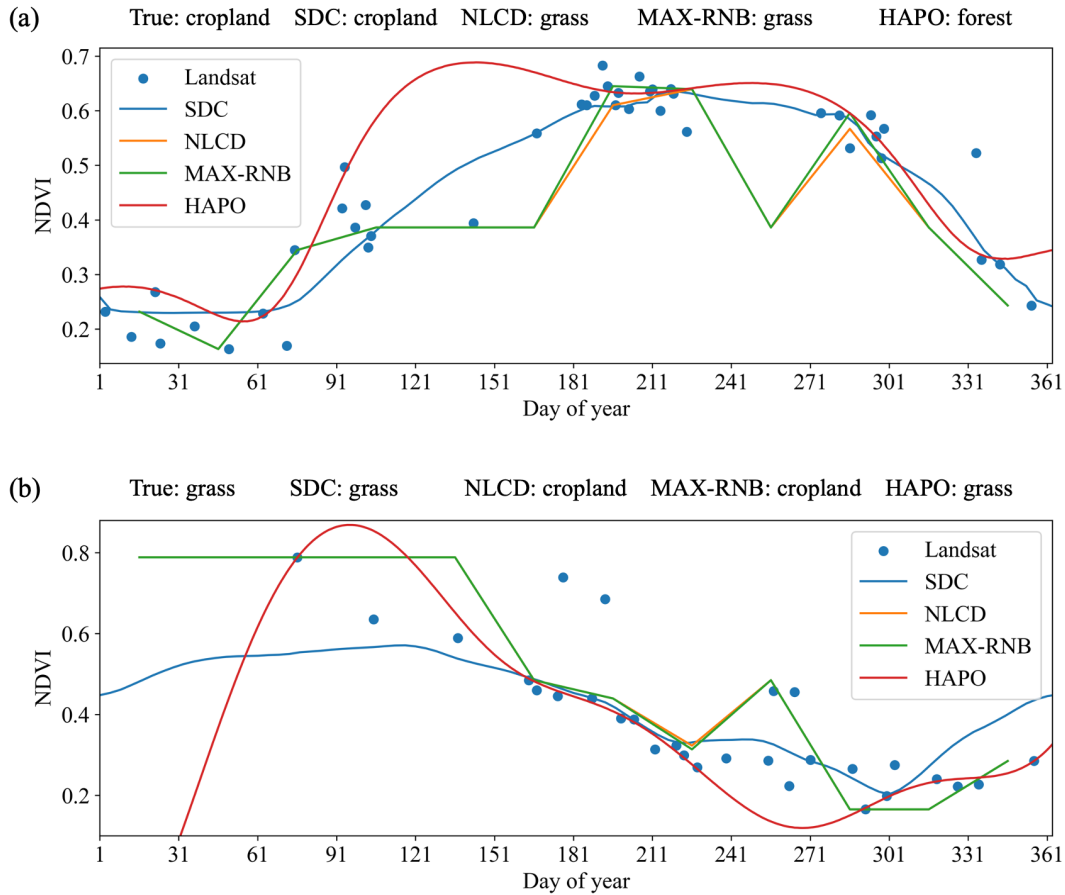 (a)
True: cropland SDC: cropland NLCD: grass MAX-RNB: grass HAPO: forest
0.7
0.6
0.5
0.4
0.3
0.2
NDVI
Landsat
SDC
NLCD
MAX-RNB
HAPO
1 31 61 91 121 151 181 211 241 271 301 331 361
Day of year
(b)
True: grass SDC: grass NLCD: cropland MAX-RNB: cropland HAPO: grass
0.8
0.6
0.4
0.2
NDVI
Landsat
SDC
NLCD
MAX-RNB
HAPO
1 31 61 91 121 151 181 211 241 271 301 331 361
Day of year